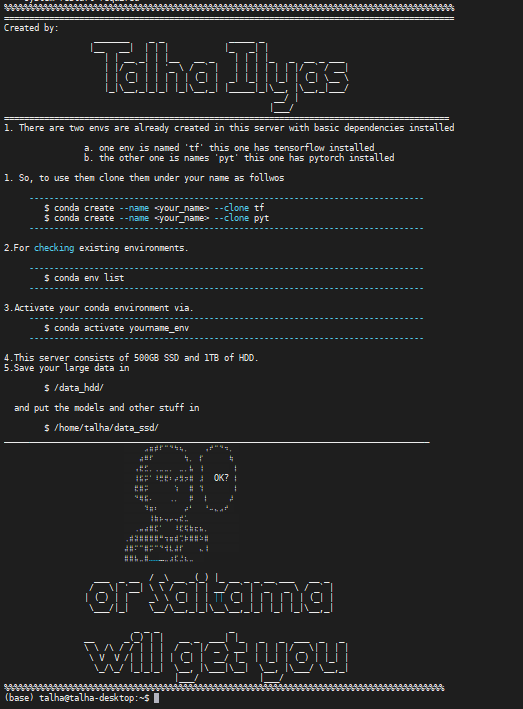 Created by:
Talha Ilyas
1. There are two envs are already created in this server with basic dependencies installed
a. one env is named 'tf' this one has tensorflow installed
b. the other one is names 'pyt' this one has pytorch installed
1. So, to use them clone them under your name as follwos
$ conda create --name <your_name> --clone tf
$ conda create --name <your_name> --clone pyt
2.For checking existing environments.
$ conda env list
3.Activate your conda environment via.
$ conda activate yourname_env
4.This server consists of 500GB SSD and 1TB of HDD.
5.Save your large data in
$ /data_hdd/
and put the models and other stuff in
$ /home/talha/data_ssd/
OK?
or Karma
will get you
(base) talha@talha-desktop:~$